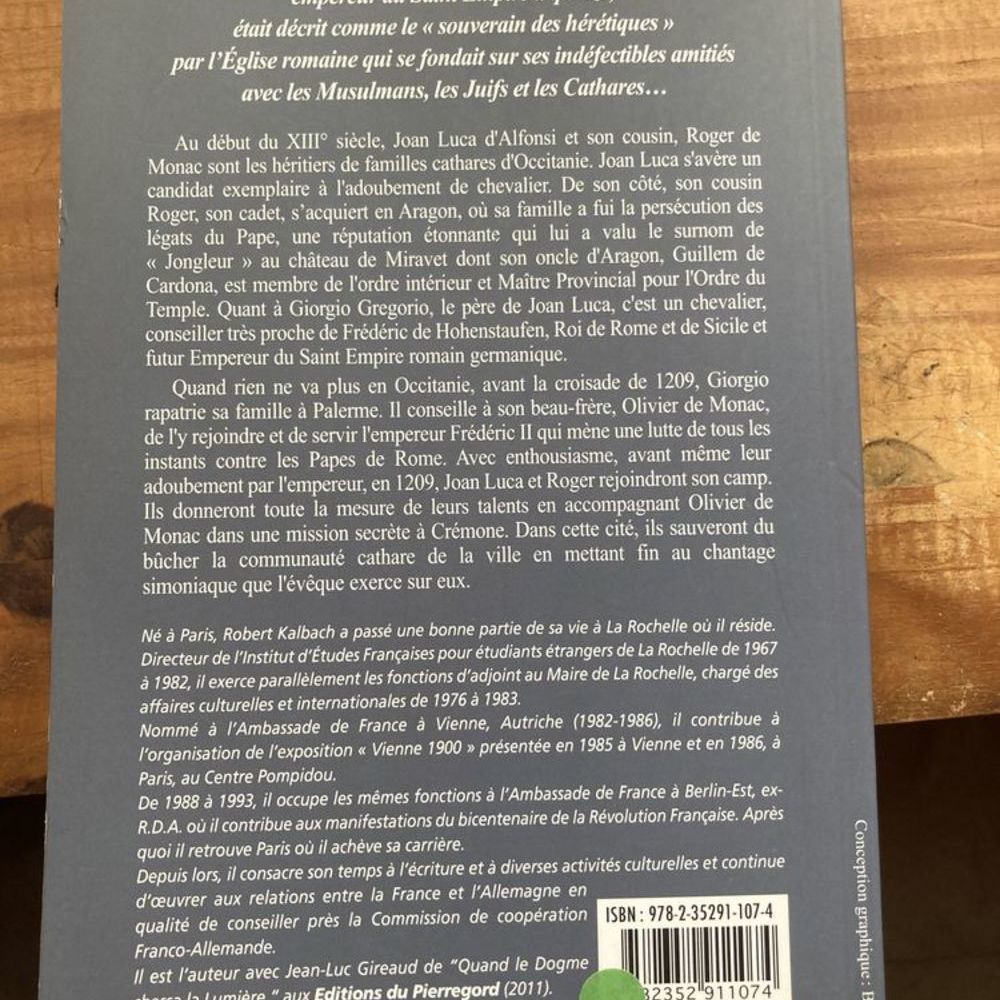 était décrit comme le « souverain des hérétiques »
par l'Église romaine qui se fondait sur ses indéfectibles amitiés
avec les Musulmans, les Juifs et les Cathares…
Au début du XIII° siècle, Joan Luca d'Alfonsi et son cousin, Roger de
Monac sont les héritiers de familles cathares d'Occitanie. Joan Luca s'avère un
candidat exemplaire à l'adoubement de chevalier. De son côté, son cousin
Roger, son cadet, s'acquiert en Aragon, où sa famille a fui la persécution des
légats du Pape, une réputation étonnante qui lui a valu le surnom de
« Jongleur » au château de Miravet dont son oncle d'Aragon, Guillem de
Cardona, est membre de l'ordre intérieur et Maître Provincial pour l'Ordre du
Temple. Quant à Giorgio Gregorio, le père de Joan Luca, c'est un chevalier,
conseiller très proche de Frédéric de Hohenstaufen, Roi de Rome et de Sicile et
futur Empereur du Saint Empire romain germanique.
Quand rien ne va plus en Occitanie, avant la croisade de 1209, Giorgio
rapatrie sa famille à Palerme. Il conseille à son beau-frère, Olivier de Monac,
de l'y rejoindre et de servir l'empereur Frédéric II qui mène une lutte de tous les
instants contre les Papes de Rome. Avec enthousiasme, avant même leur
adoubement par l'empereur, en 1209, Joan Luca et Roger rejoindront son camp.
Ils donneront toute la mesure de leurs talents en accompagnant Olivier de
Monac dans une mission secrète à Crémone. Dans cette cité, ils sauveront du
bûcher la communauté cathare de la ville en mettant fin au chantage
simoniaque que l'évêque exerce sur eux.
Né à Paris, Robert Kalbach a passé une bonne partie de sa vie à La Rochelle où il réside.
Directeur de l'Institut d'Études Françaises pour étudiants étrangers de La Rochelle de 1967
à 1982, il exerce parallèlement les fonctions d'adjoint au Maire de La Rochelle, chargé des
affaires culturelles et internationales de 1976 à 1983.
Nommé à l'Ambassade de France à Vienne, Autriche (1982-1986), il contribue à
l'organisation de l'exposition « Vienne 1900 » présentée en 1985 à Vienne et en 1986, à
Paris, au Centre Pompidou.
De 1988 à 1993, il occupe les mêmes fonctions à l'Ambassade de France à Berlin-Est, ex-
R.D.A. où il contribue aux manifestations du bicentenaire de la Révolution Française. Après
quoi il retrouve Paris où il achève sa carrière.
Depuis lors, il consacre son temps à l'écriture et à diverses activités culturelles et continue
d'œuvrer aux relations entre la France et l'Allemagne en
qualité de conseiller près la Commission de coopération
Franco-Allemande.
Il est l'auteur avec Jean-Luc Gireaud de "Quand le Dogme
la Lumière " aux Editions du Pierregord (2011).
ISBN : 978-2-35291-107-4
82352 911074
Conception graphique :